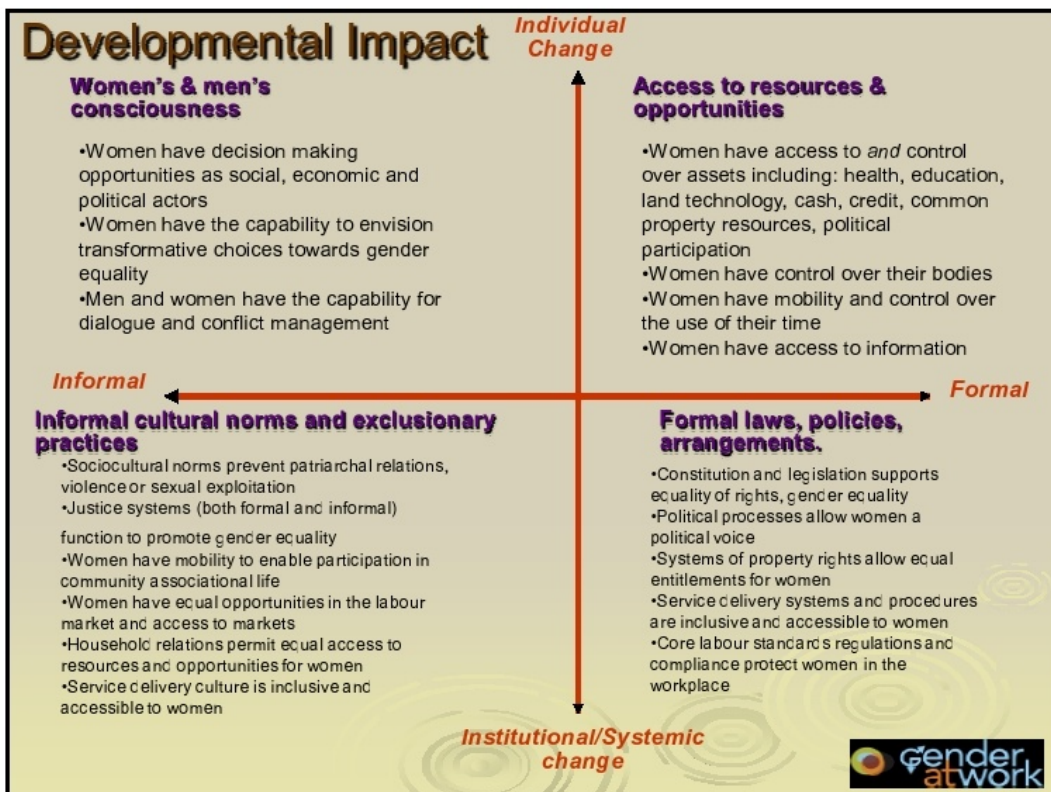 Developmental Impact
Individual
Change
Women's & men's
consciousness
•Women have decision making
opportunities as social, economic and
political actors
•Women have the capability to envision
transformative choices towards gender
equality
•Men and women have the capability for
dialogue and conflict management
Access to resources &
opportunities
•Women have access to and control
over assets including: health, education,
land technology, cash, credit, common
property resources, political
participation
•Women have control over their bodies
•Women have mobility and control over
the use of their time
•Women have access to information
Informal
Formal
Informal cultural norms and exclusionary
practices
•Sociocultural norms prevent patriarchal relations,
violence or sexual exploitation
•Justice systems (both formal and informal)
function to promote gender equality
•Women have mobility to enable participation in
community associational life
•Women have equal opportunities in the labour
market and access to markets
•Household relations permit equal access to
resources and opportunities for women
•Service delivery culture is inclusive and
accessible to women
Formal laws, policies,
arrangements.
•Constitution and legislation supports
equality of rights, gender equality
•Political processes allow women a
political voice
•Systems of property rights allow equal
entitlements for women
•Service delivery systems and procedures
are inclusive and accessible to women
•Core labour standards regulations and
compliance protect women in the
workplace
Institutional/Systemic
change
gender
atwork